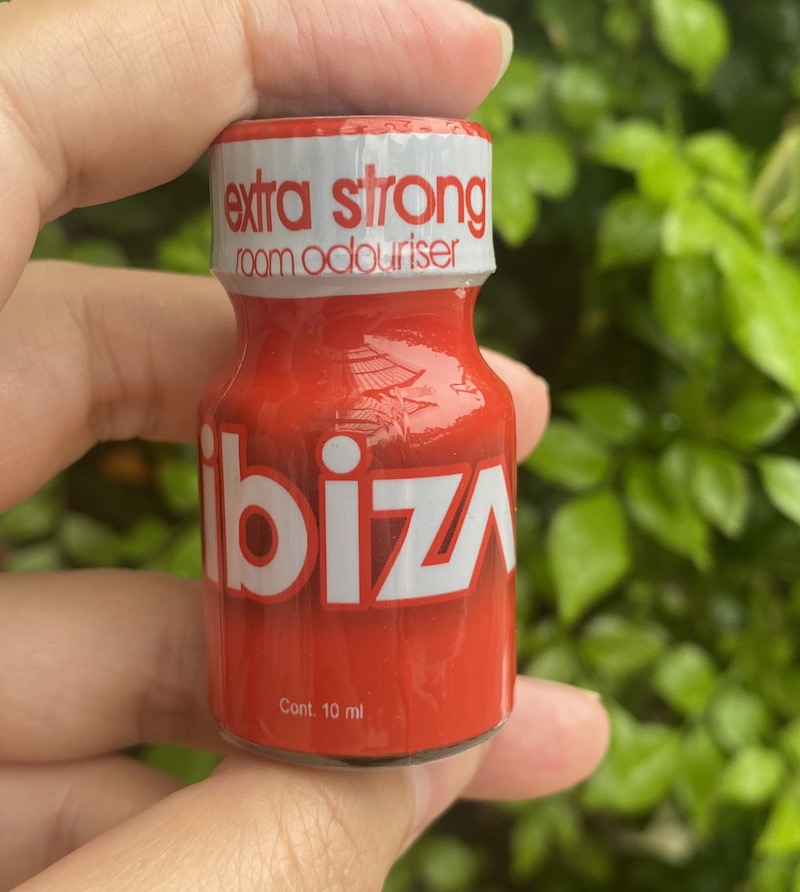 extra strong
room odouriser
ibiza
Cont. 10 ml